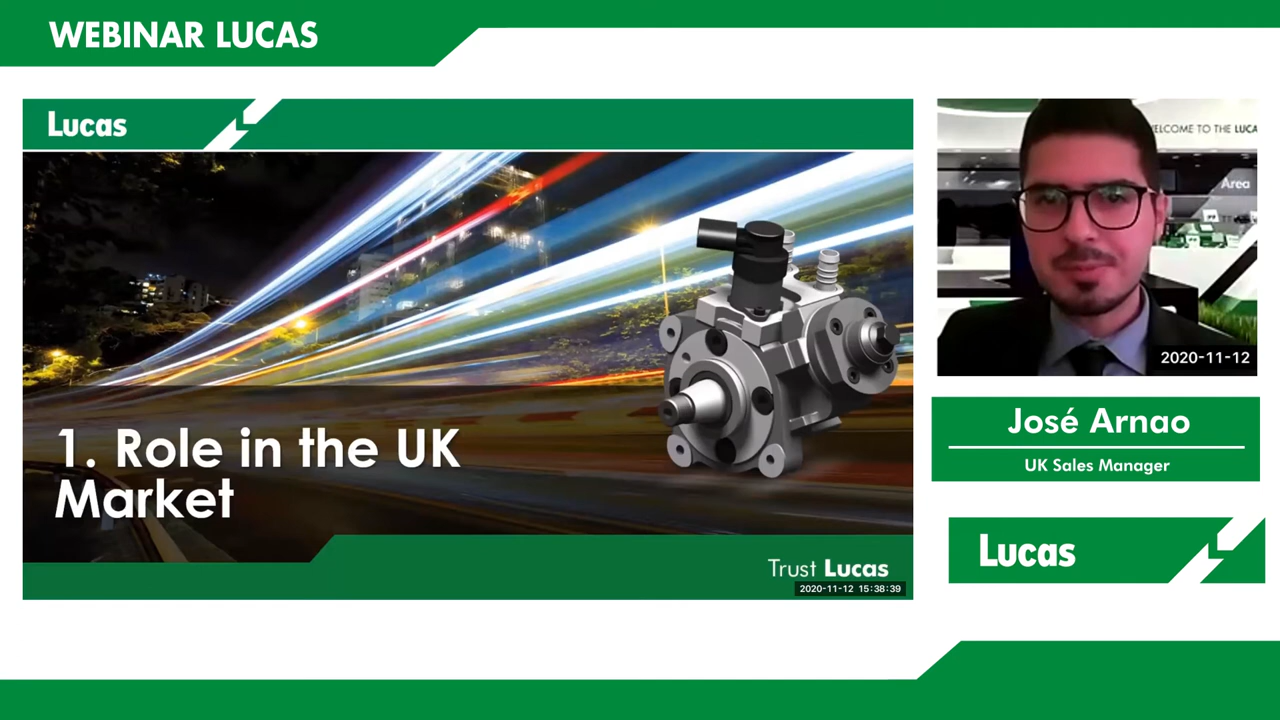 WEBINAR LUCAS
Lucas
1. Role in the UK
Market
Trust Lucas
2020-11-12 15:38:39
WELCOME TO THE LUCA
Area
2020-11-12
José Arnao
UK Sales Manager
Lucas